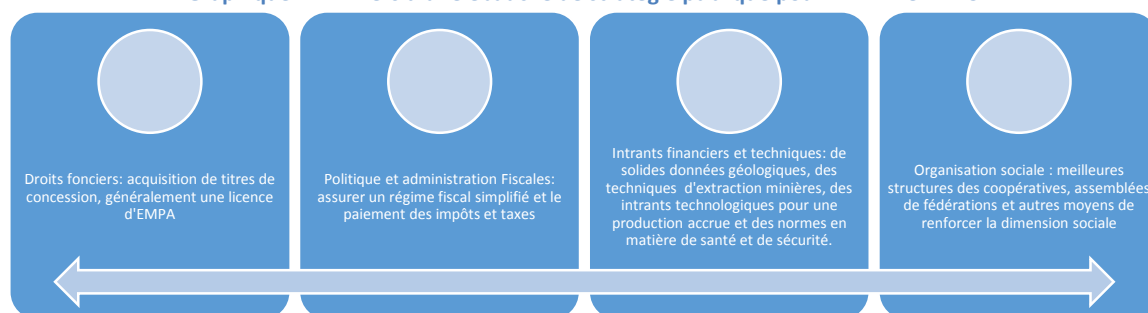 Droits fonciers: acquisition de titres de
concession, généralement une licence
d'EMPA
Politique et administration Fiscales:
assurer un régime fiscal simplifié et le
paiement des impôts et taxes
Intrants financiers et techniques: de
solides données géologiques, des
techniques d'extraction minières, des
intrants technologiques pour une
production accrue et des normes en
matière de santé et de sécurité.
Organisation sociale : meilleures
structures des coopératives, assemblées
de fédérations et autres moyens de
renforcer la dimension sociale